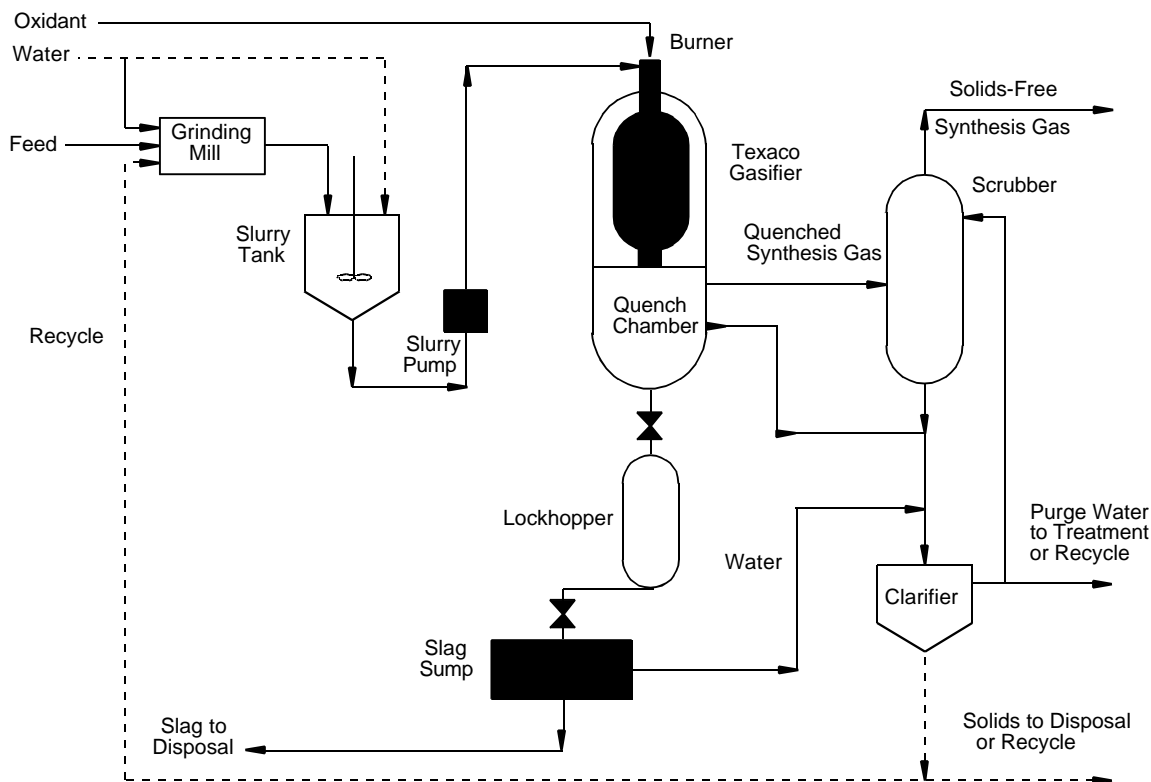 Oxidant
Water
Feed
Grinding
Mill
Burner
Solids-Free
Synthesis Gas
Texaco
Gasifier
Scrubber
Slurry
Tank
Quenched
Synthesis Gas
Quench
Chamber
Recycle
Slurry
Pump
Lockhopper
Purge Water
to Treatment
or Recycle
Water
Clarifier
Slag
Sump
Slag to
Disposal
Solids to Disposal
or Recycle